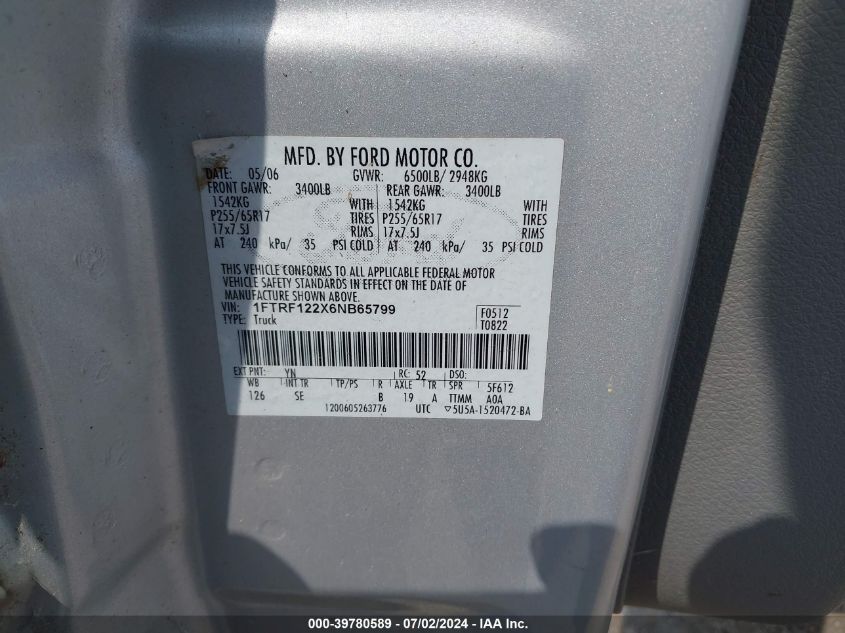 MFD. BY FORD MOTOR CO.
DATE: 05/06 GVWR: 6500LB/ 2948KG
FRONT GAWR: 3400LB REAR GAWR: 3400LB
1542KG WITH 1542KG WITH
P255/65R17 TIRES P255/65R17 TIRES
17x7.5J RIMS 17x7.5J RIMS
AT 240 kPa/ 35 PSI COLD AT 240 kPa/ 35 PSI COLD
THIS VEHICLE CONFORMS TO ALL APPLICABLE FEDERAL MOTOR
VEHICLE SAFETY STANDARDS IN EFFECT ON THE DATE OF
MANUFACTURE SHOWN ABOVE.
VIN: 1FTRF122X6NB65799 F0512
TYPE: Truck T0822
EXT PNT: YN RC: 52 DSO:
WB INT TR TP/PS R AXLE TR SPR 5F612
126 SE B 19 A TTMM A0A
1200605263776 UTC ▽5U5A-1520472-BA
000-39780589 - 07/02/2024 - IAA Inc.